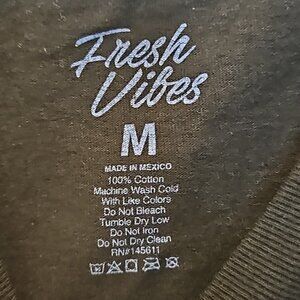 Fresh
Vibes
M
MADE IN MEXICO
100% Cotton
Machine Wash Cold
With Like Colors
Do Not Bleach
Tumble Dry Low
Do Not Iron
Do Not Dry Clean
RN#145611